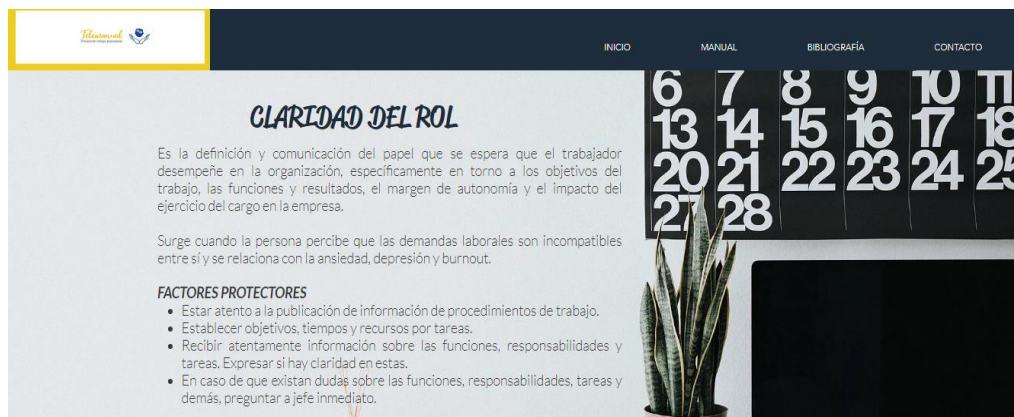 INICIO MANUAL BIBLIOGRAFÍA CONTACTO
CLARIDAD DEL ROL
Es la definición y comunicación del papel que se espera que el trabajador
desempeñe en la organización, específicamente en torno a los objetivos del
trabajo, las funciones y resultados, el margen de autonomía y el impacto del
ejercicio del cargo en la empresa.
Surge cuando la persona percibe que las demandas laborales son incompatibles
entre sí y se relaciona con la ansiedad, depresión y burnout.
FACTORES PROTECTORES
• Estar atento a la publicación de información de procedimientos de trabajo.
• Establecer objetivos, tiempos y recursos por tareas.
• Recibir atentamente información sobre las funciones, responsabilidades y
tareas. Expresar si hay claridad en estas.
• En caso de que existan dudas sobre las funciones, responsabilidades, tareas y
demás, preguntar a jefe inmediato.
6 7 8 9 10 11
13 14 15 16 17 18
20 21 22 23 24 25
27 28